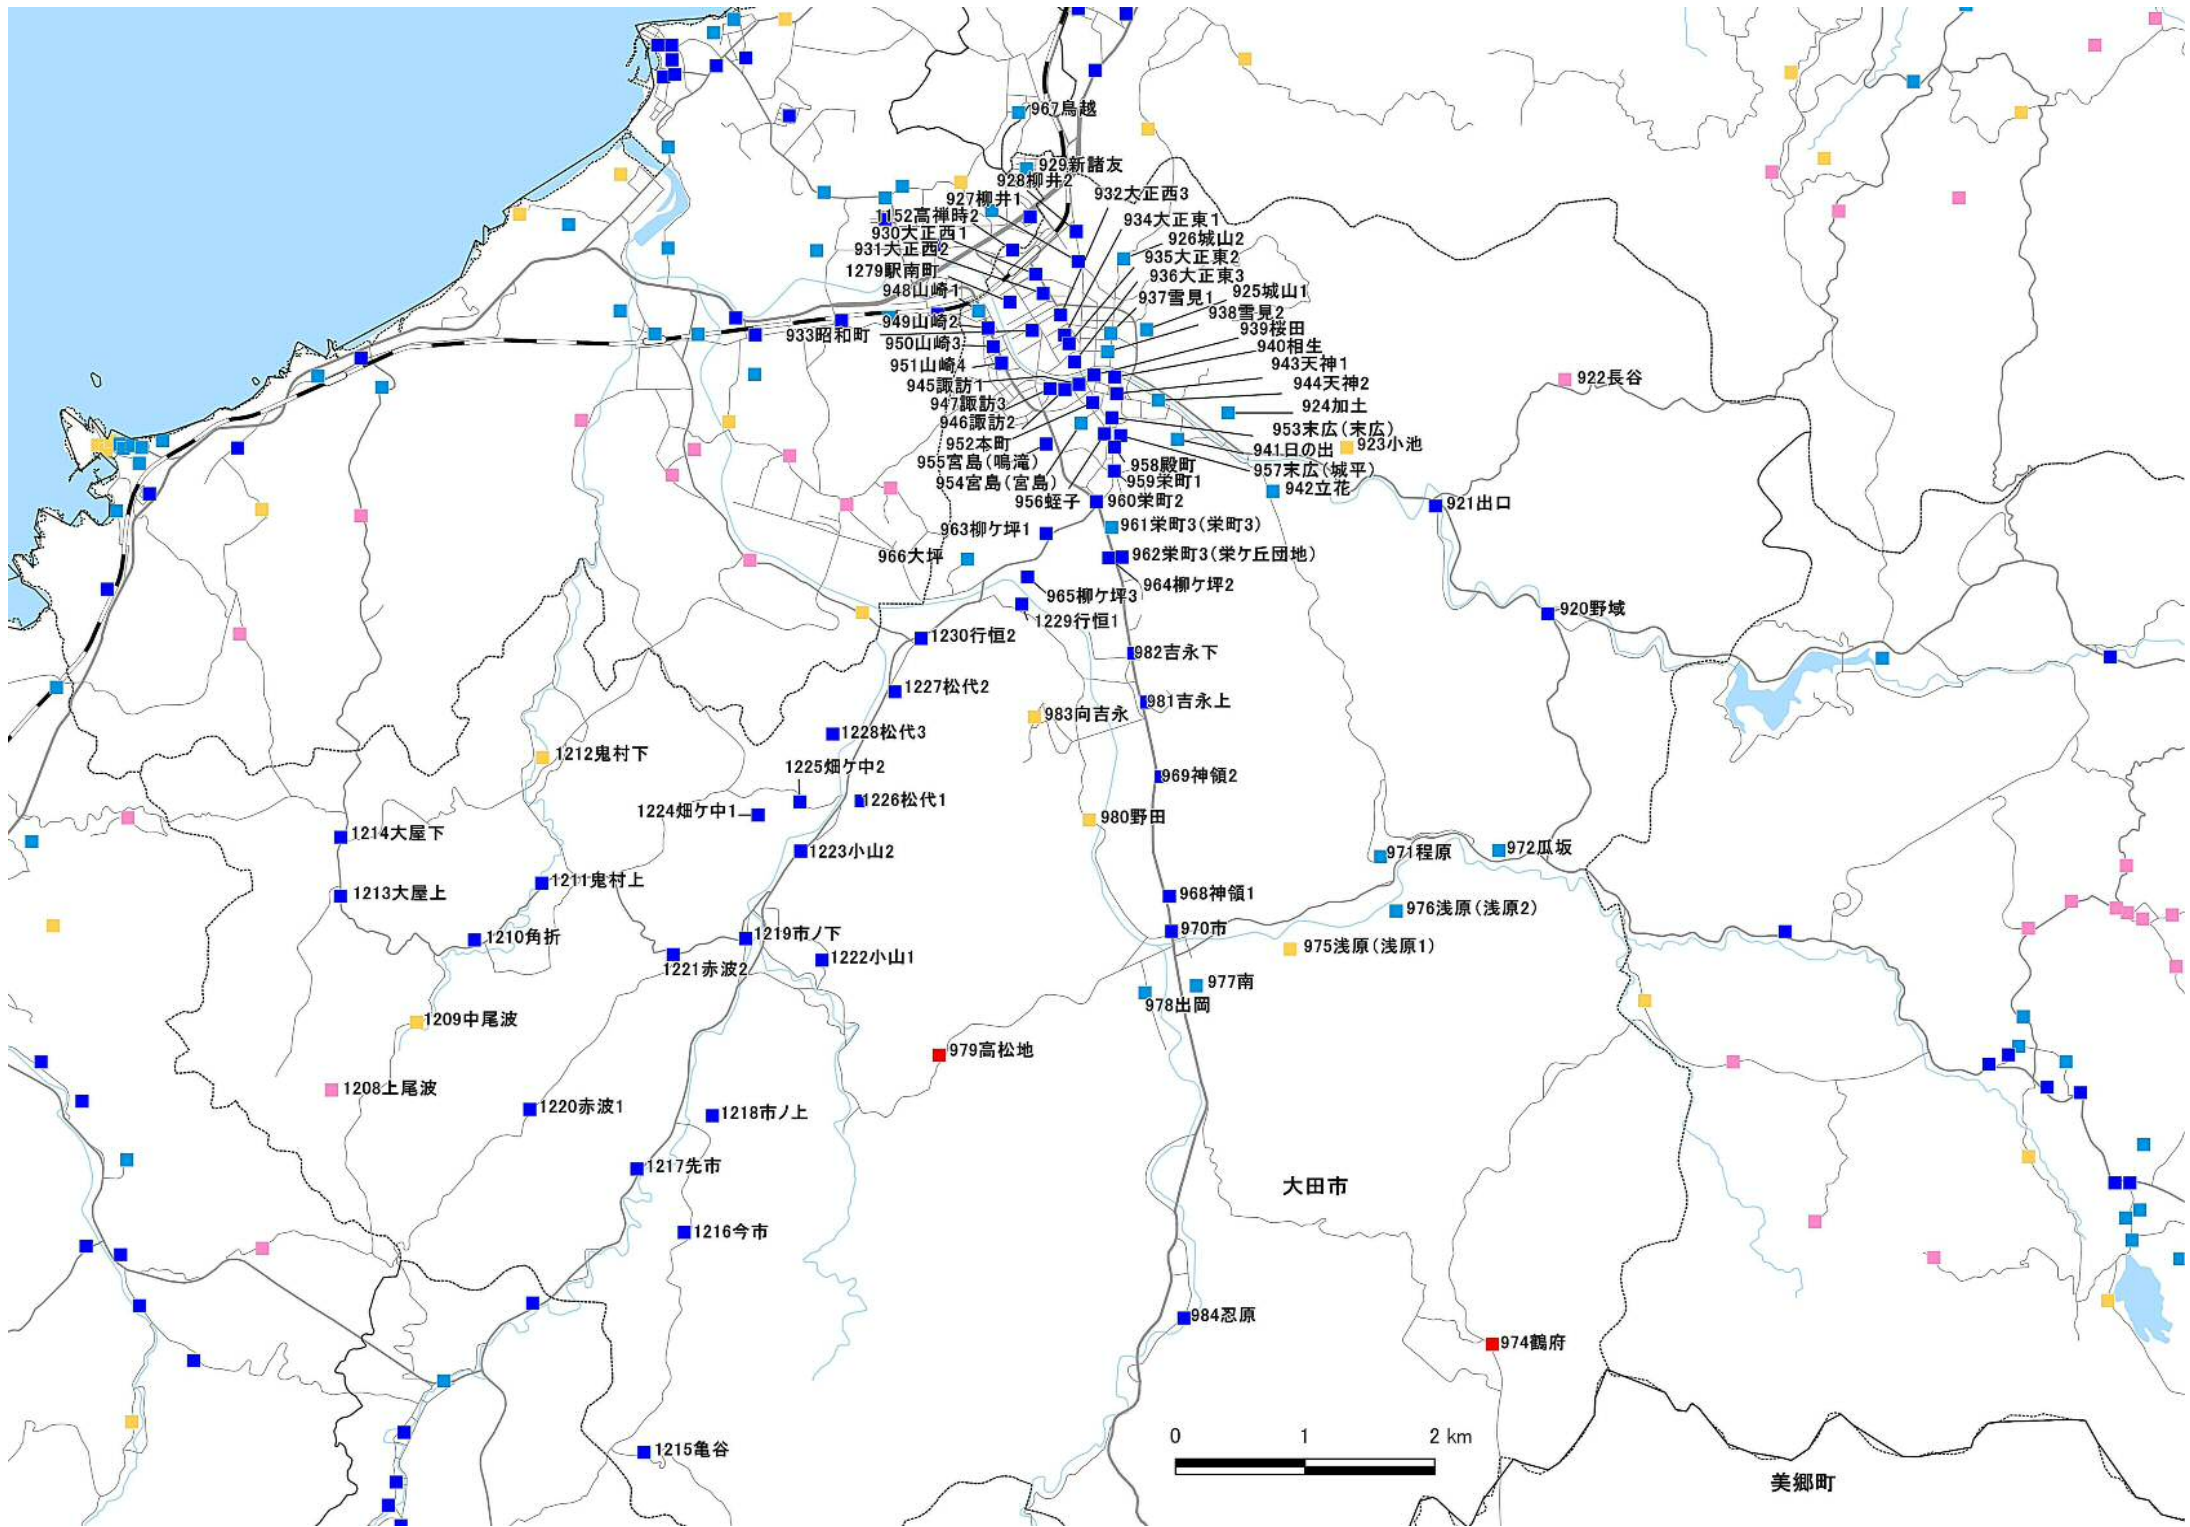 967鳥越
929新諸友
928柳井2
932大正西3
927柳井1
1152高禅時2
934大正東1
930大正西1
926城山2
931大正西2
935大正東2
1279駅南町
936大正東3
948山崎1
937雪見1
925城山1
938雪見2
949山崎2
939桜田
933昭和町
950山崎3
940相生
951山崎4
943天神1
922長谷
945諏訪1
944天神2
947諏訪3
924加土
946諏訪2
953末広(末広)
952本町
941日の出
923小池
955宮島(鳴滝)
958殿町
957末広(城平)
954宮島(宮島)
959栄町1
942立花
956蛭子
960栄町2
921出口
963柳ケ坪1
961栄町3(栄町3)
966大坪
962栄町3(栄ケ丘団地)
964柳ケ坪2
965柳ケ坪3
920野城
1229行恒1
1230行恒2
982吉永下
1227松代2
981吉永上
983向吉永
1228松代3
1212鬼村下
1225畑ケ中2
969神領2
1226松代1
1224畑ケ中1
980野田
1214大屋下
1223小山2
971程原
972瓜坂
1211鬼村上
1213大屋上
968神領1
976浅原(浅原2)
970市
1219市ノ下
1210角折
975浅原(浅原1)
1222小山1
1221赤波2
977南
978出岡
1209中尾波
979高松地
1208上尾波
1220赤波1
1218市ノ上
1217先市
大田市
1216今市
984忍原
974鶴府
0 1 2 km
1215亀谷
美郷町